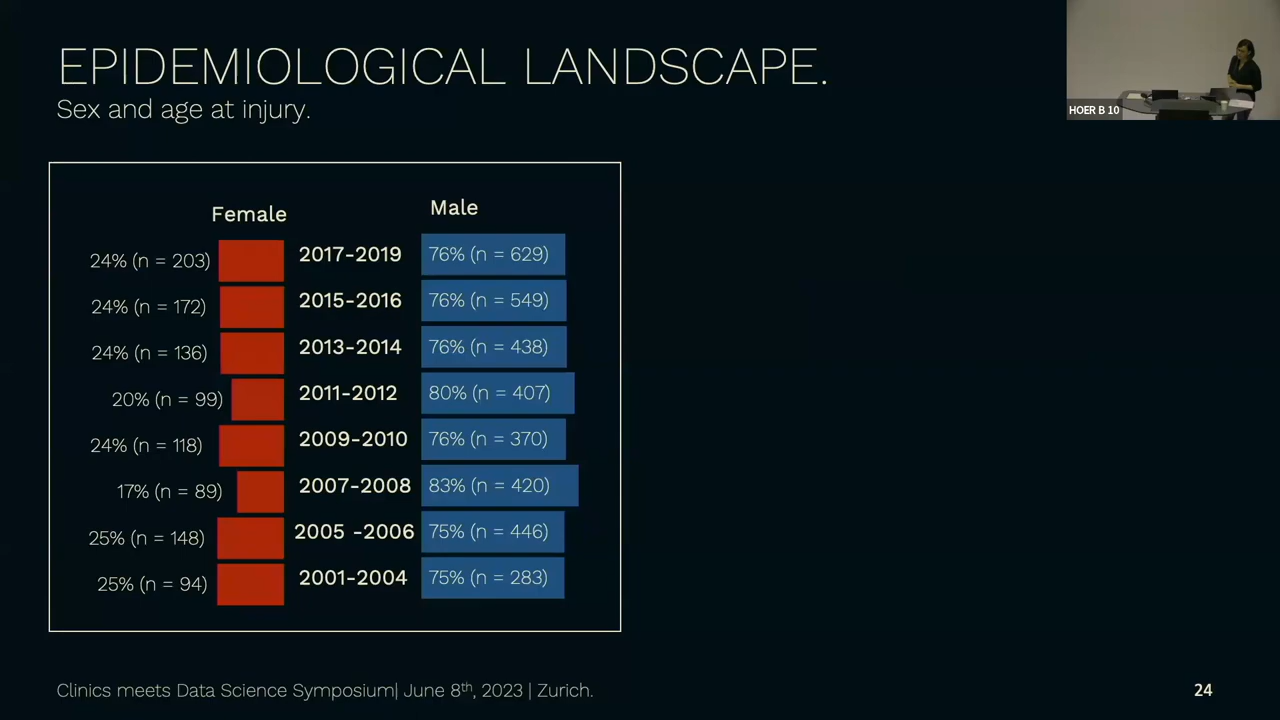 EPIDEMIOLOGICAL LANDSCAPE.
Sex and age at injury.
HOER B 10
Female Male
24% (n = 203) 2017-2019 76% (n = 629)
24% (n = 172) 2015-2016 76% (n = 549)
24% (n = 136) 2013-2014 76% (n = 438)
20% (n = 99) 2011-2012 80% (n = 407)
24% (n = 118) 2009-2010 76% (n = 370)
17% (n = 89) 2007-2008 83% (n = 420)
25% (n = 148) 2005 -2006 75% (n = 446)
25% (n = 94) 2001-2004 75% (n = 283)
Clinics meets Data Science Symposium| June 8th, 2023 | Zurich.
24